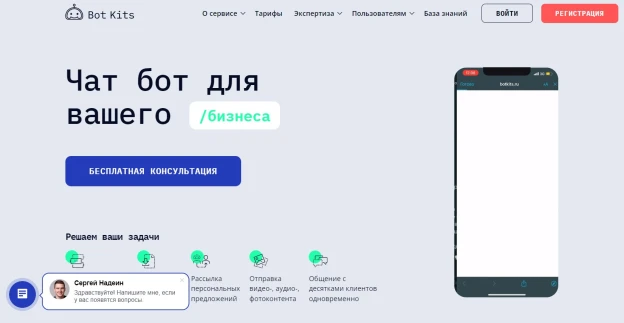 Bot Kits
О сервисе
Тарифы
Экспертиза
Пользователям
База знаний
ВОЙТИ
РЕГИСТРАЦИЯ
Чат бот для
вашего /бизнеса
БЕСПЛАТНАЯ КОНСУЛЬТАЦИЯ
Решаем ваши задачи
Рассылка
персональных
предложений
Отправка
видео-, аудио-,
фотоконтента
Общение с
десятками клиентов
одновременно
Сергей Надеин
Здравствуйте! Напишите мне, если
у вас появятся вопросы
botkits.ru